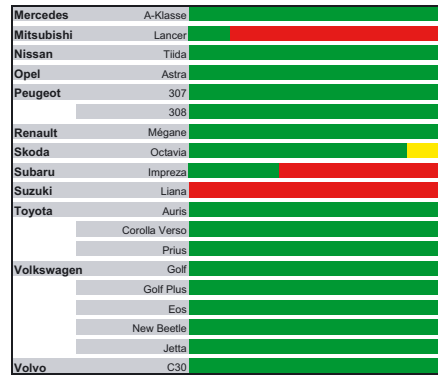 Mercedes A-Klasse
Mitsubishi Lancer
Nissan Tiida
Opel Astra
Peugeot 307
308
Renault Mégane
Skoda Octavia
Subaru Impreza
Suzuki Liana
Toyota Auris
Corolla Verso
Prius
Volkswagen Golf
Golf Plus
Eos
New Beetle
Jetta
Volvo C30